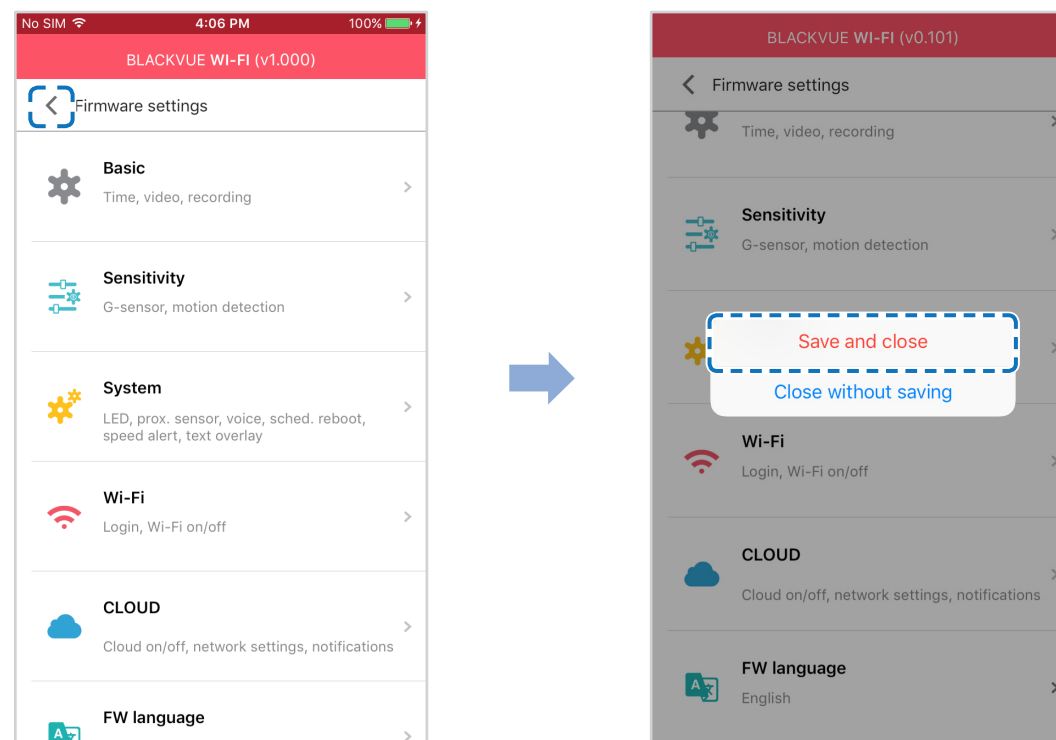 No SIM 4:06 PM 100%
BLACKVUE WI-FI (v1.000)
Firmware settings
Basic
Time, video, recording
Sensitivity
G-sensor, motion detection
System
LED, prox. sensor, voice, sched. reboot,
speed alert, text overlay
Wi-Fi
Login, Wi-Fi on/off
CLOUD
Cloud on/off, network settings, notifications
FW language
A
BLACKVUE WI-FI (v0.101)
Firmware settings
Time, video, recording
Sensitivity
G-sensor, motion detection
Save and close
Close without saving
Wi-Fi
Login, Wi-Fi on/off
CLOUD
Cloud on/off, network settings, notifications
FW language
A
English